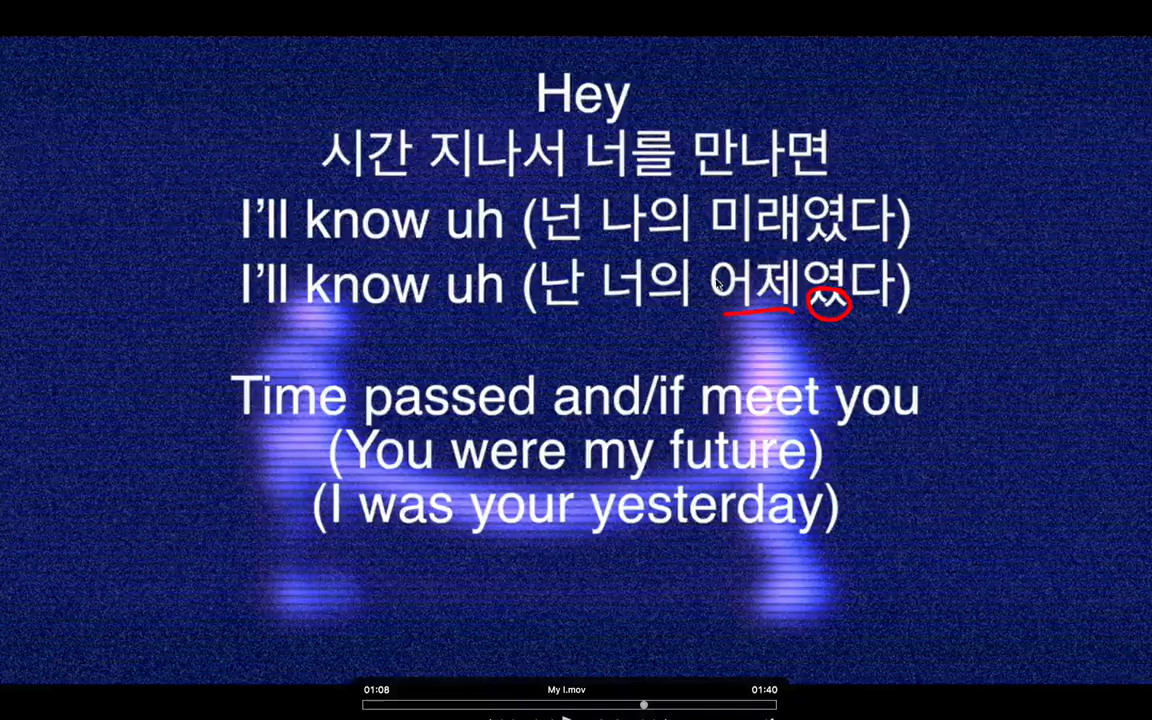 Hey
시간 지나서 너를 만나면
I'll know uh (넌 나의 미래였다)
I'll know uh (난 너의 어제였다)
Time passed and/if meet you
(You were my future)
(I was your yesterday)
01:08 My I.mov 01:40